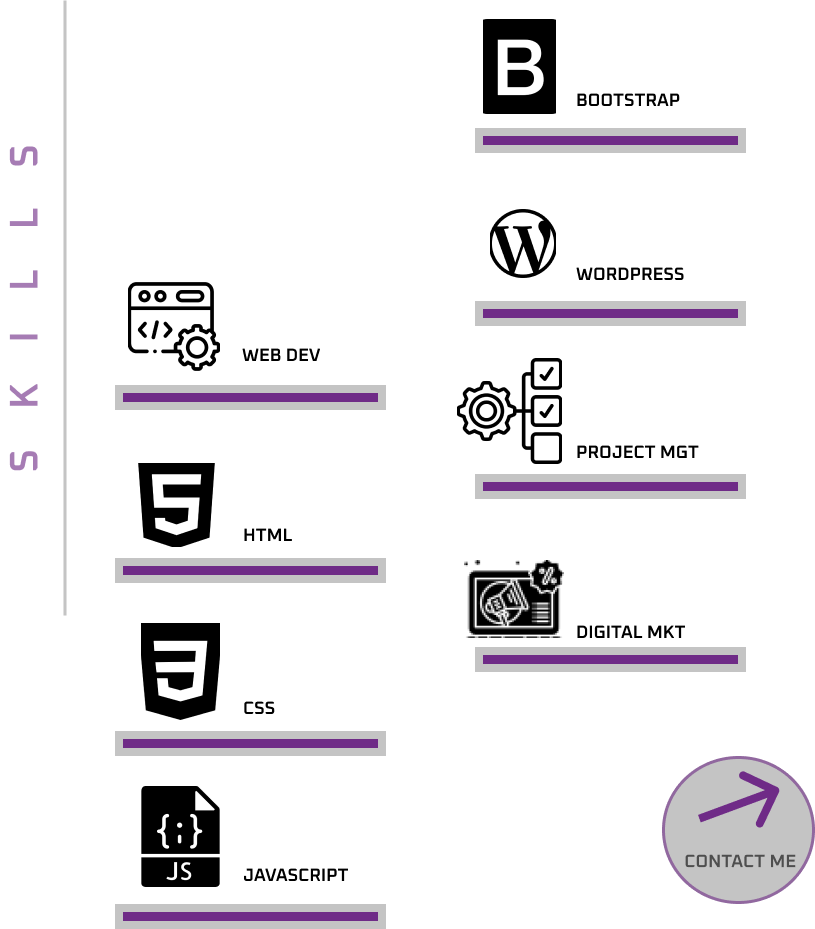 SKILLS
WEB DEV
HTML
CSS
JS
JAVASCRIPT
B
BOOTSTRAP
W
WORDPRESS
PROJECT MGT
DIGITAL MKT
CONTACT ME